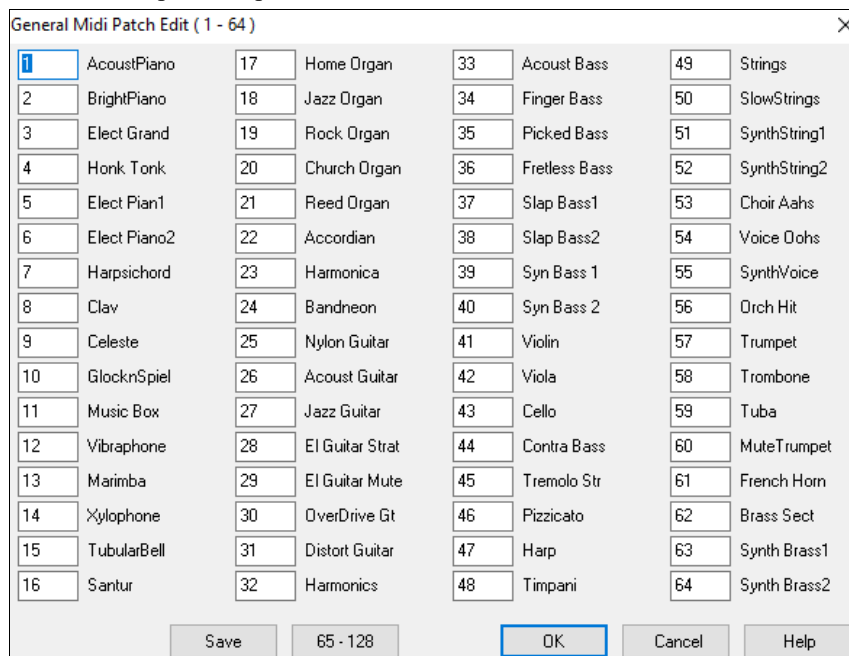 General Midi Patch Edit ( 1 - 64 )
1 AcoustPiano 17 Home Organ 33 Acoust Bass 49 Strings
2 BrightPiano 18 Jazz Organ 34 Finger Bass 50 SlowStrings
3 Elect Grand 19 Rock Organ 35 Picked Bass 51 SynthString1
4 Honk Tonk 20 Church Organ 36 Fretless Bass 52 SynthString2
5 Elect Pian1 21 Reed Organ 37 Slap Bass1 53 Choir Aahs
6 Elect Piano2 22 Accordian 38 Slap Bass2 54 Voice Oohs
7 Harpsichord 23 Harmonica 39 Syn Bass 1 55 SynthVoice
8 Clav 24 Bandneon 40 Syn Bass 2 56 Orch Hit
9 Celeste 25 Nylon Guitar 41 Violin 57 Trumpet
10 GlocknSpiel 26 Acoust Guitar 42 Viola 58 Trombone
11 Music Box 27 Jazz Guitar 43 Cello 59 Tuba
12 Vibraphone 28 El Guitar Strat 44 Contra Bass 60 MuteTrumpet
13 Marimba 29 El Guitar Mute 45 Tremolo Str 61 French Horn
14 Xylophone 30 OverDrive Gt 46 Pizzicato 62 Brass Sect
15 TubularBell 31 Distort Guitar 47 Harp 63 Synth Brass1
16 Santur 32 Harmonics 48 Timpani 64 Synth Brass2
Save 65 - 128 OK Cancel Help